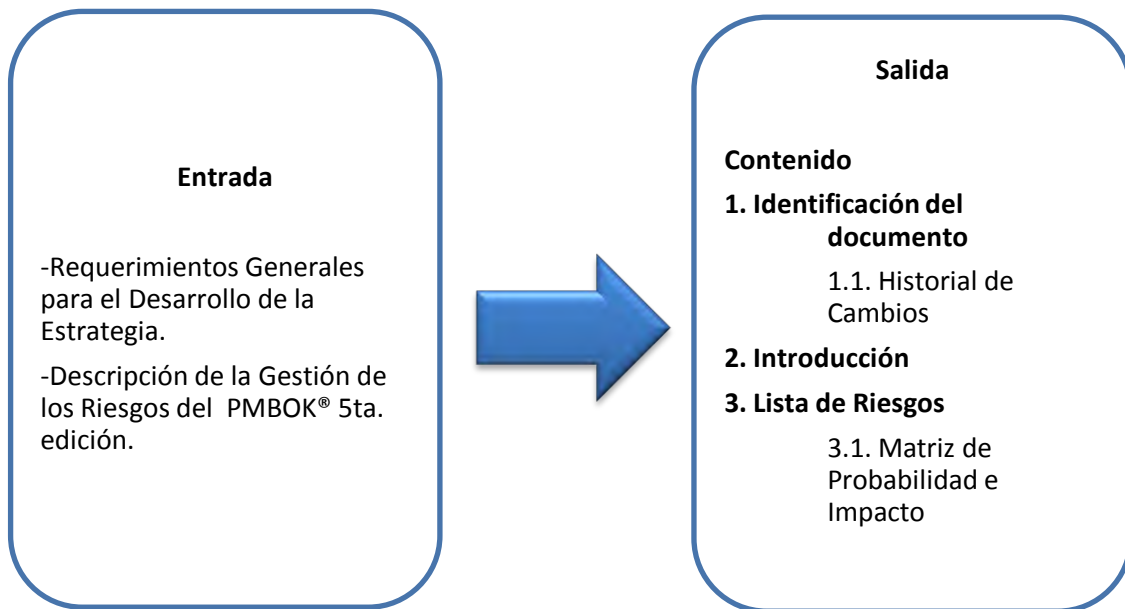 Entrada
-Requerimientos Generales
para el Desarrollo de la
Estrategia.
-Descripción de la Gestión de
los Riesgos del  PMBOK® 5ta.
edición.
Salida
Contenido
1. Identificación del
documento
1.1. Historial de
Cambios
2. Introducción
3. Lista de Riesgos
3.1. Matriz de
Probabilidad e
Impacto